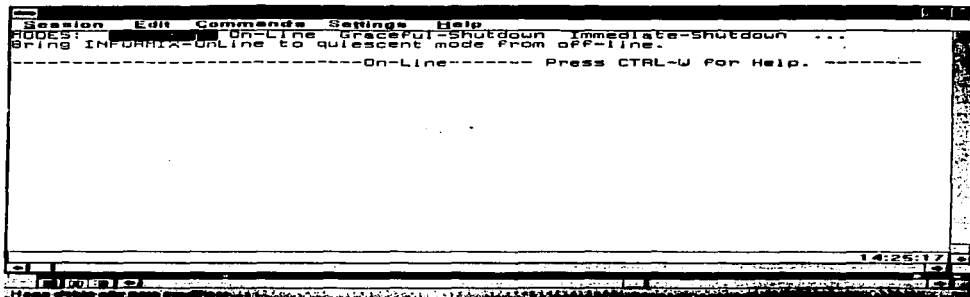 Session Edit Commands Settings Help
MODES: On-Line Graceful-Shutdown Immediate-Shutdown ...
Bring INFORMIX-OnLine to quiescent mode from off-line.
------------------------------On-Line------- Press CTRL-W for Help. --------
14:25:17